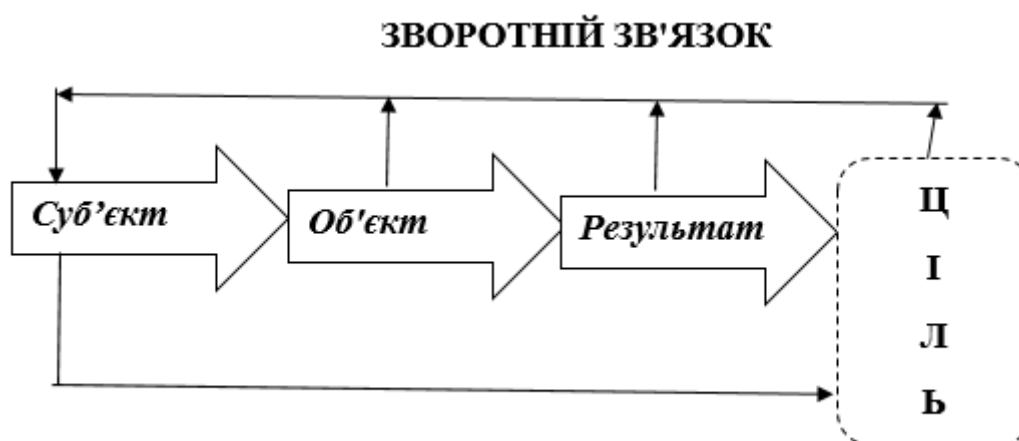 ЗВОРОТНІЙ ЗВ'ЯЗОК
Суб’єкт
Об'єкт
Результат
Ц
І
Л
Ь